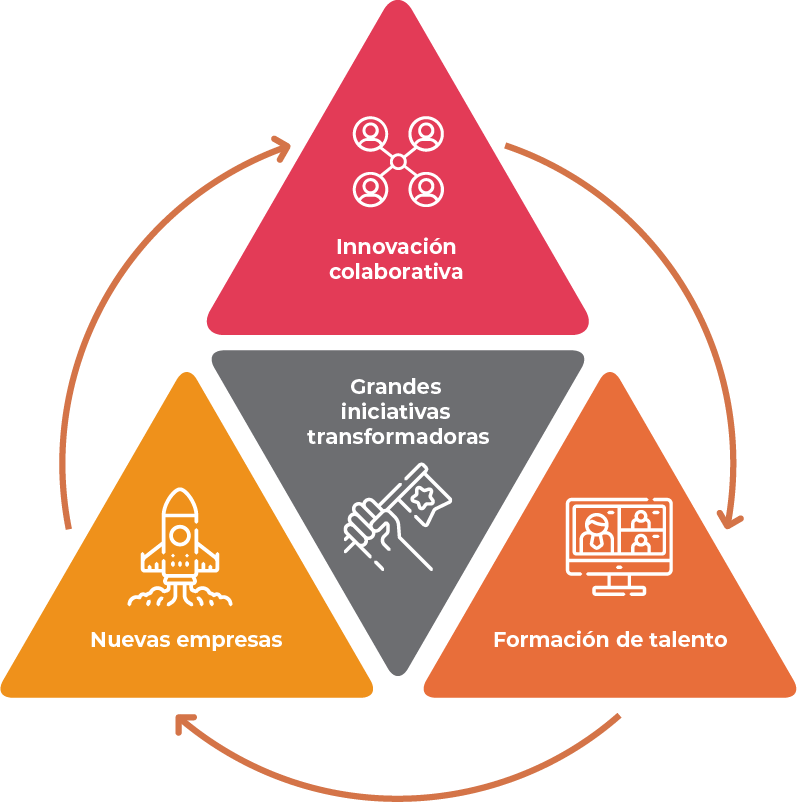 Innovación
colaborativa
Grandes
iniciativas
transformadoras
Nuevas empresas
Formación de talento